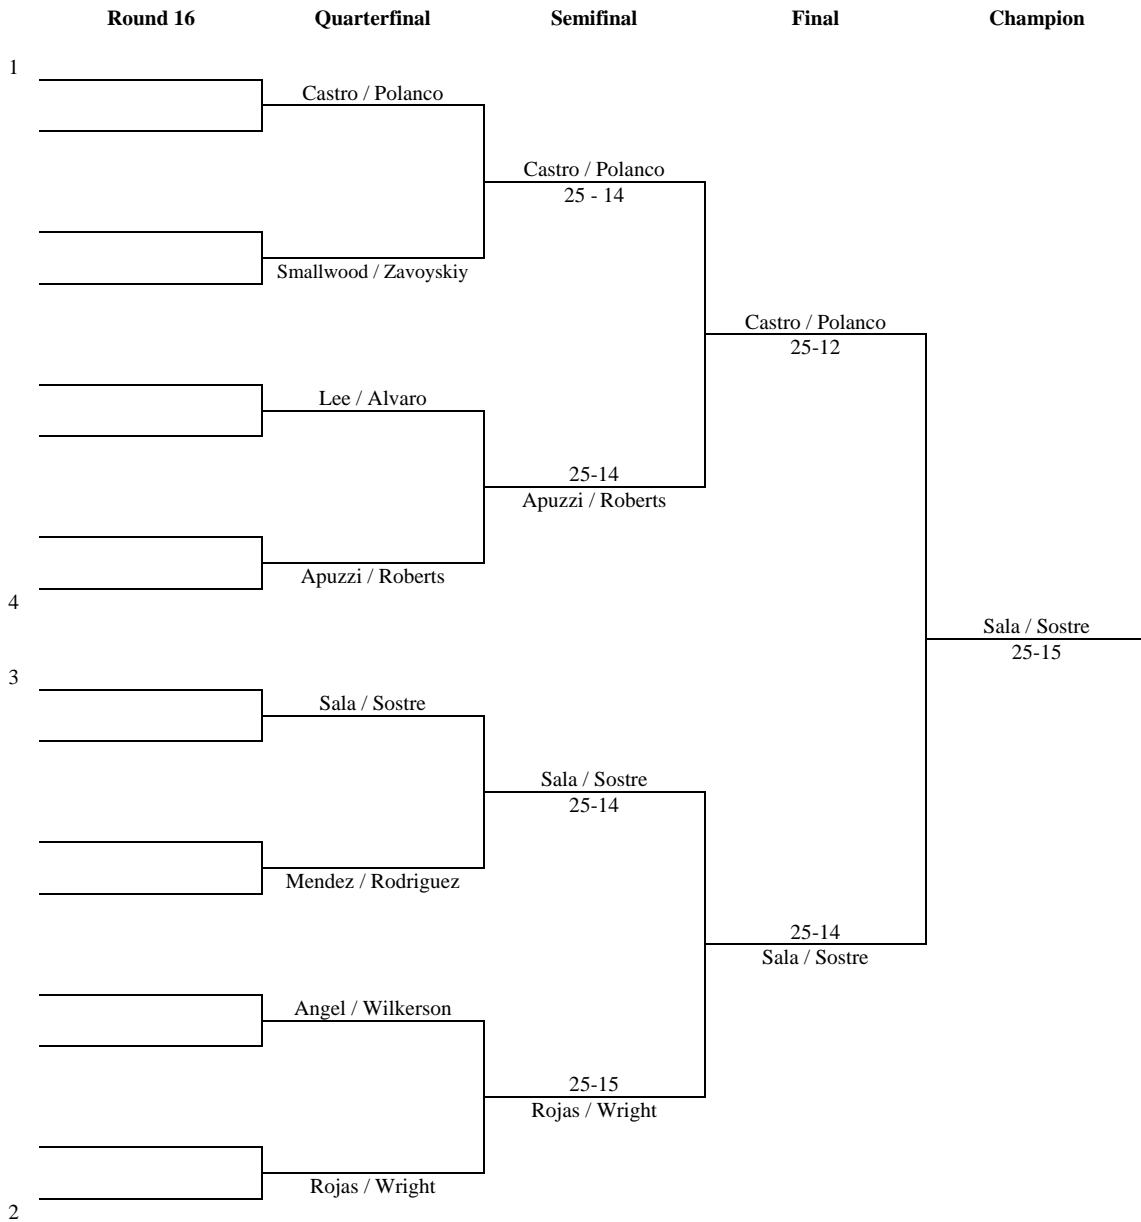 Round 16 Quarterfinal Semifinal Final Champion
1
Castro / Polanco
Castro / Polanco
25 - 14
Smallwood / Zavoyskiy
Castro / Polanco
25-12
Lee / Alvaro
25-14
Apuzzi / Roberts
Apuzzi / Roberts
4
Sala / Sostre
25-15
3
Sala / Sostre
Sala / Sostre
25-14
Mendez / Rodriguez
25-14
Sala / Sostre
Angel / Wilkerson
25-15
Rojas / Wright
Rojas / Wright
2